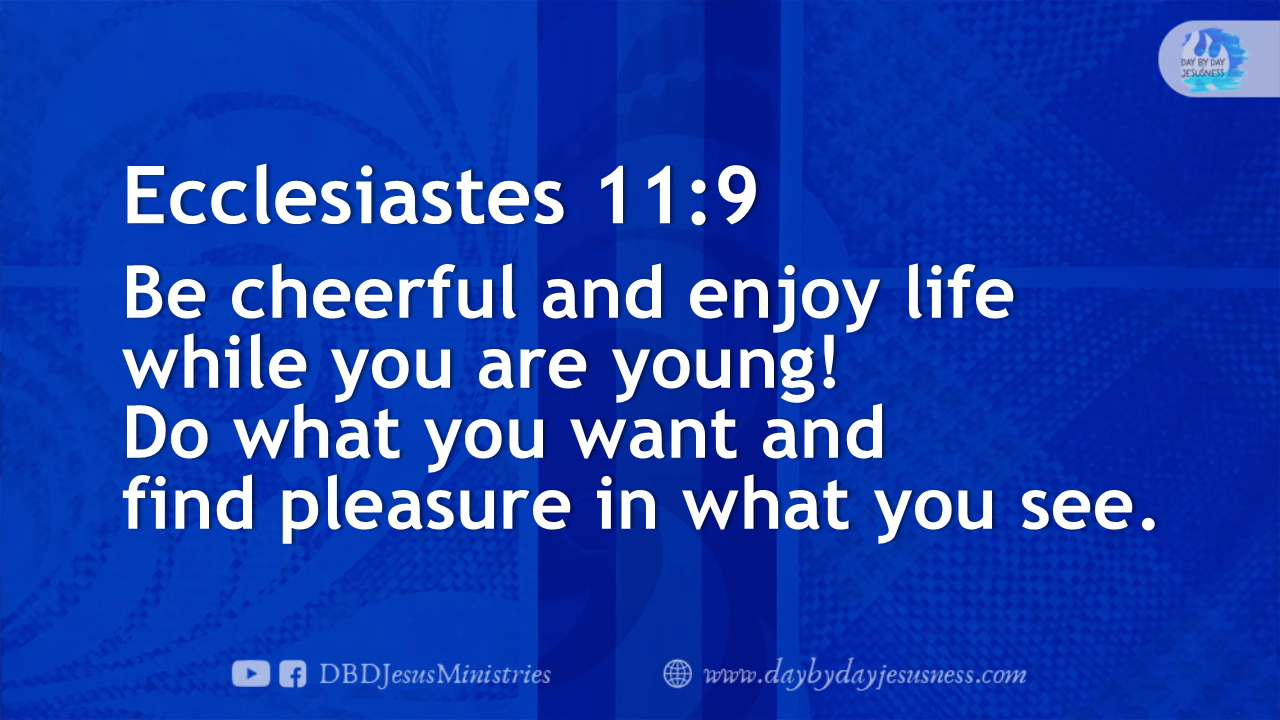 DAY BY DAY
JESUSNESS
Ecclesiastes 11:9
Be cheerful and enjoy life
while you are young!
Do what you want and
find pleasure in what you see.
DBDJesusMinistries
www.daybydayjesusness.com